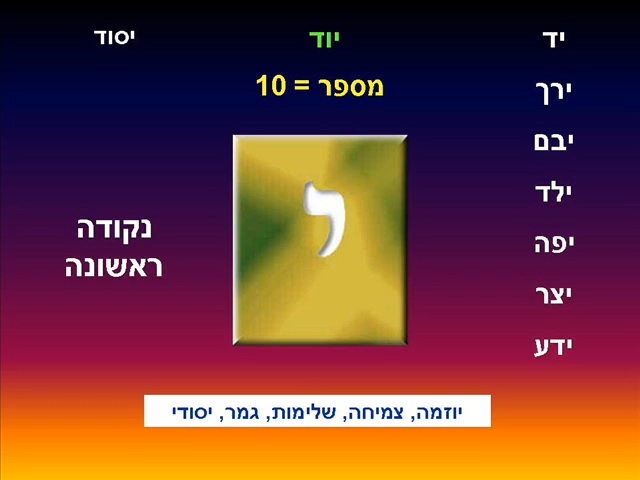 יד
יוד
יסוד
מספר = 10
ירך
יבם
ילד
יפה
יצר
ידע
י
נקודה
ראשונה
יוזמה, צמיחה, שלימות, גמר, יסודי